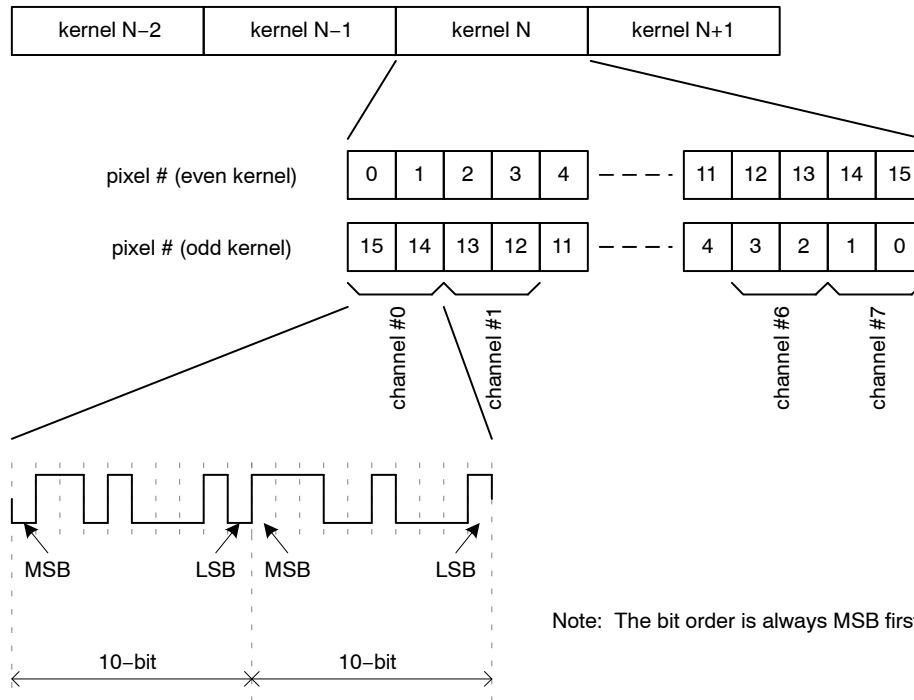 kernel N−2 kernel N−1 kernel N kernel N+1
pixel # (even kernel) 0 1 2 3 4 11 12 13 14 15
pixel # (odd kernel) 15 14 13 12 11 4 3 2 1 0
channel #0 channel #1 channel #6 channel #7
MSB LSB MSB LSB
Note: The bit order is always MSB first
10−bit 10−bit